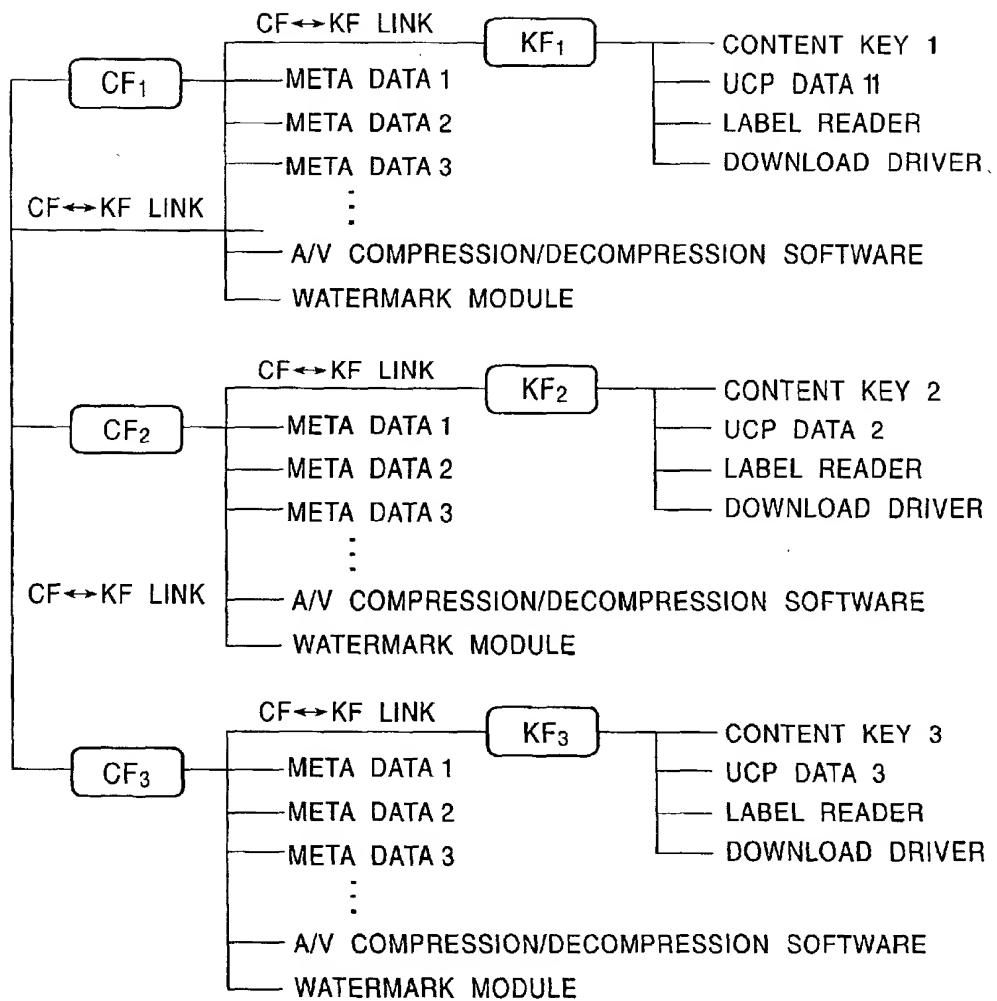 CF↔KF LINK
KF₁
CONTENT KEY 1
CF₁
META DATA 1
UCP DATA 11
META DATA 2
LABEL READER
META DATA 3
DOWNLOAD DRIVER
⋮
CF↔KF LINK
A/V COMPRESSION/DECOMPRESSION SOFTWARE
WATERMARK MODULE
CF↔KF LINK
KF₂
CONTENT KEY 2
CF₂
META DATA 1
UCP DATA 2
META DATA 2
LABEL READER
META DATA 3
DOWNLOAD DRIVER
⋮
CF↔KF LINK
A/V COMPRESSION/DECOMPRESSION SOFTWARE
WATERMARK MODULE
CF↔KF LINK
KF₃
CONTENT KEY 3
CF₃
META DATA 1
UCP DATA 3
META DATA 2
LABEL READER
META DATA 3
DOWNLOAD DRIVER
⋮
A/V COMPRESSION/DECOMPRESSION SOFTWARE
WATERMARK MODULE